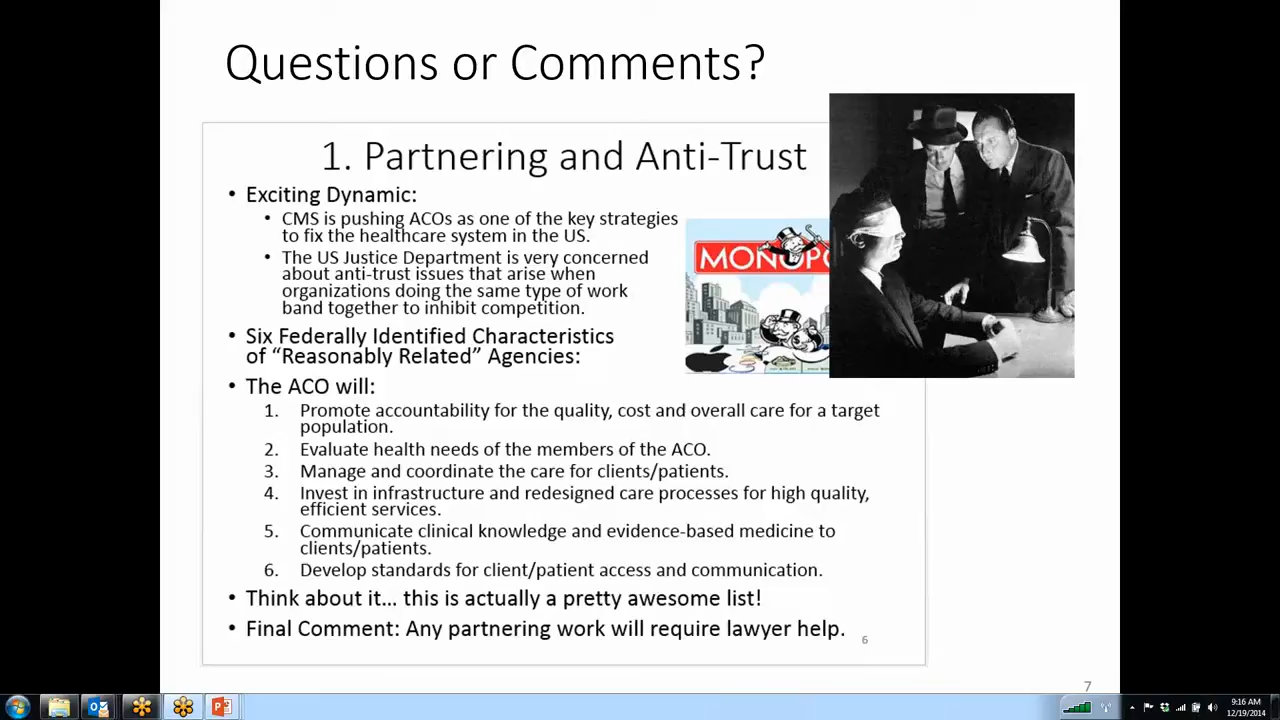 Questions or Comments?
1. Partnering and Anti-Trust
• Exciting Dynamic:
• CMS is pushing ACOs as one of the key strategies
to fix the healthcare system in the US.
• The US Justice Department is very concerned
about anti-trust issues that arise when
organizations doing the same type of work
band together to inhibit competition.
MONOPO
• Six Federally Identified Characteristics
of “Reasonably Related” Agencies:
• The ACO will:
1. Promote accountability for the quality, cost and overall care for a target
population.
2. Evaluate health needs of the members of the ACO.
3. Manage and coordinate the care for clients/patients.
4. Invest in infrastructure and redesigned care processes for high quality,
efficient services.
5. Communicate clinical knowledge and evidence-based medicine to
clients/patients.
6. Develop standards for client/patient access and communication.
• Think about it… this is actually a pretty awesome list!
• Final Comment: Any partnering work will require lawyer help.
6
7
9:16 AM
12/19/2014